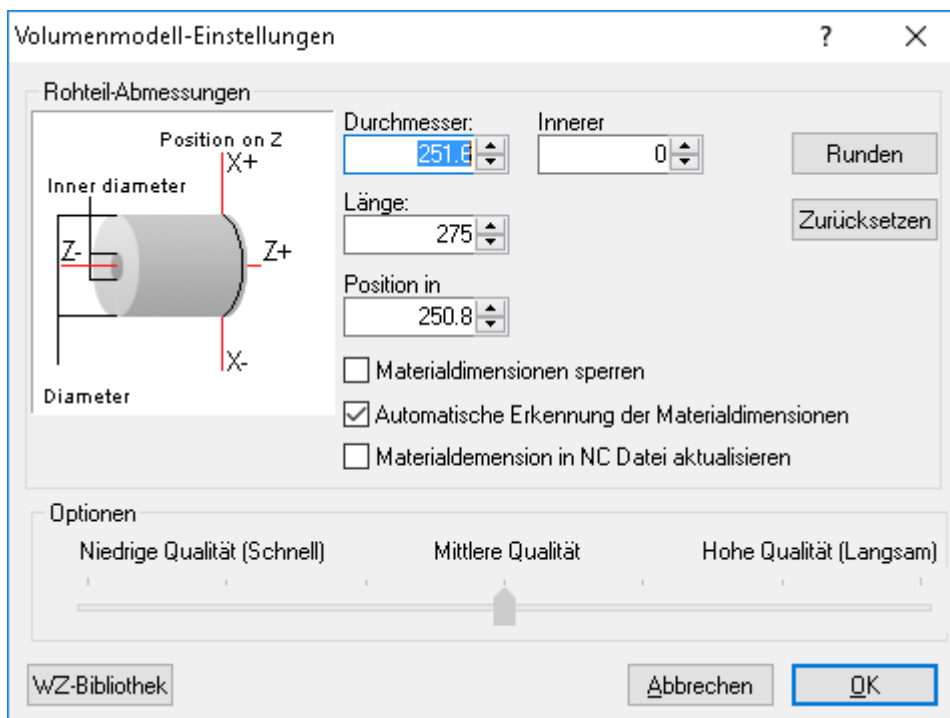 Volumenmodell-Einstellungen ?
Rohteil-Abmessungen
Position on Z
X+
Inner diameter
Z-
Z+
X-
Diameter
Durchmesser: Innerer
251.6 0
Runden
Länge:
275
Zurücksetzen
Position in
250.8
Materialdimensionen sperren
Automatische Erkennung der Materialdimensionen
Materialdemension in NC Datei aktualisieren
Optionen
Niedrige Qualität (Schnell) Mittlere Qualität Hohe Qualität (Langsam)
WZ-Bibliothek Abbrechen OK